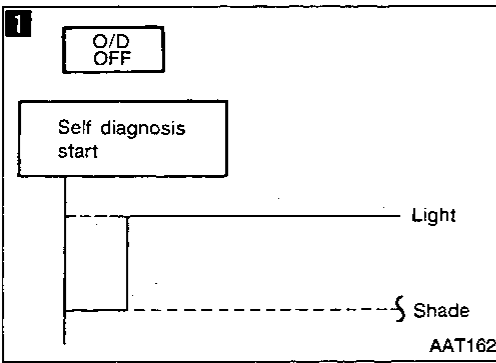 1
O/D
OFF
Self diagnosis
start
Light
Shade
AAT162